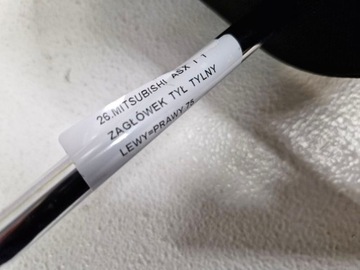 26.MITSUBISHI ASX I 1
ZAGŁÓWEK TYŁ TYLNY
LEWY=PRAWY 75